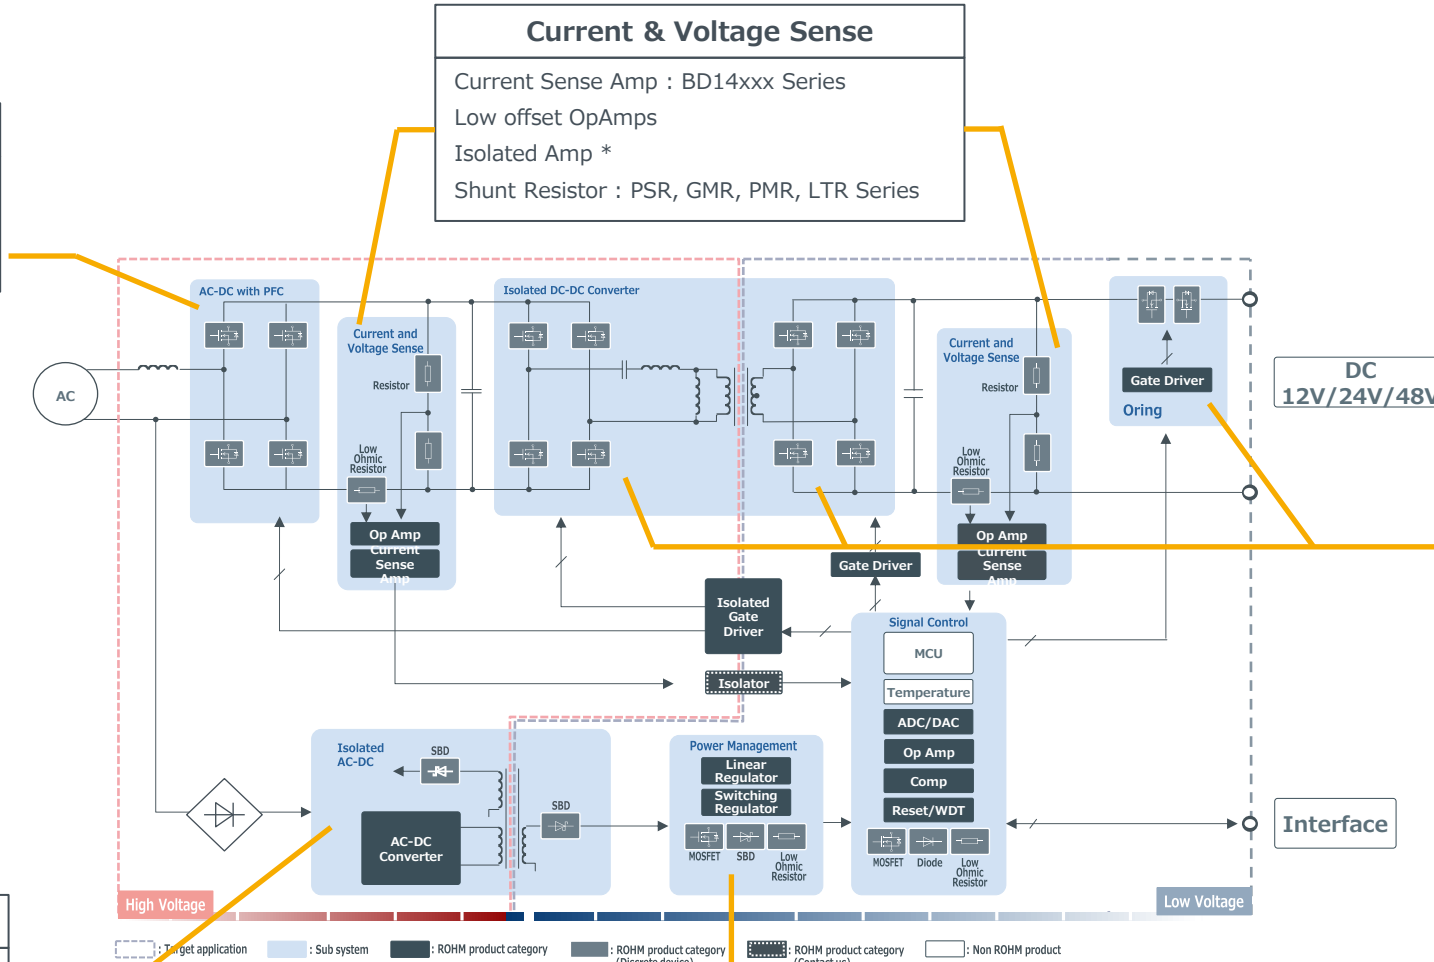 Current & Voltage Sense
Current Sense Amp : BD14xxx Series
Low offset OpAmps
Isolated Amp *
Shunt Resistor : PSR, GMR, PMR, LTR Series
AC-DC with PFC
Isolated DC-DC Converter
Current and
Voltage Sense
Resistor
Low
Ohmic
Resistor
Op Amp
Current
Sense
Amp
AC
Current and
Voltage Sense
Resistor
Low
Ohmic
Resistor
Op Amp
Current
Sense
Amp
Gate Driver
Oring
DC
12V/24V/48V
Gate Driver
Isolated
Gate
Driver
Isolator
Signal Control
MCU
Temperature
ADC/DAC
Op Amp
Comp
Reset/WDT
MOSFET
Diode
Low
Ohmic
Resistor
Isolated
AC-DC
SBD
SBD
AC-DC
Converter
Power Management
Linear
Regulator
Switching
Regulator
MOSFET
SBD
Low
Ohmic
Resistor
Interface
High Voltage
Low Voltage
: Target application
: Sub system
: ROHM product category
: ROHM product category
(Discrete device)
: ROHM product category
(Contact us)
: Non ROHM product